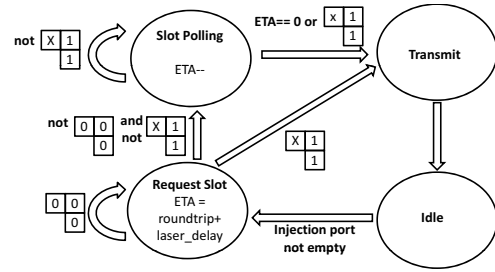 Slot Polling
ETA--
not
X 1
1
ETA== 0 or
x 1
1
Transmit
not
0 0
0
and
not
X 1
1
X 1
1
0 0
0
Request Slot
ETA =
roundtrip+
laser_delay
Injection port
not empty
Idle